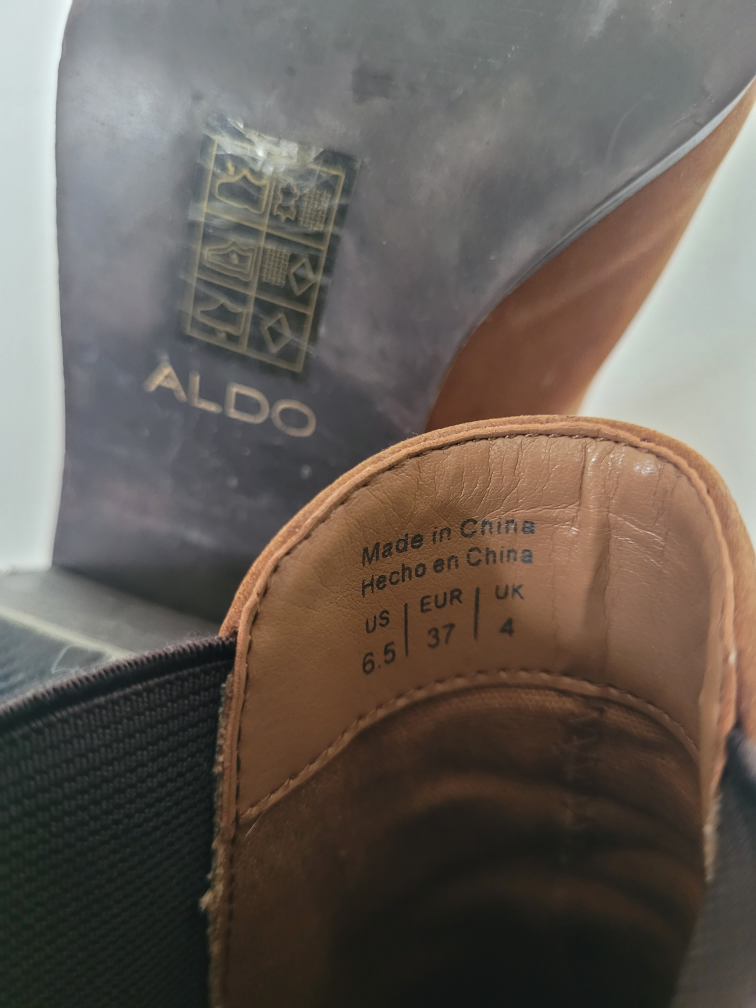 ALDO
Made in China
Hecho en China
US | EUR | UK
6.5 | 37 | 4